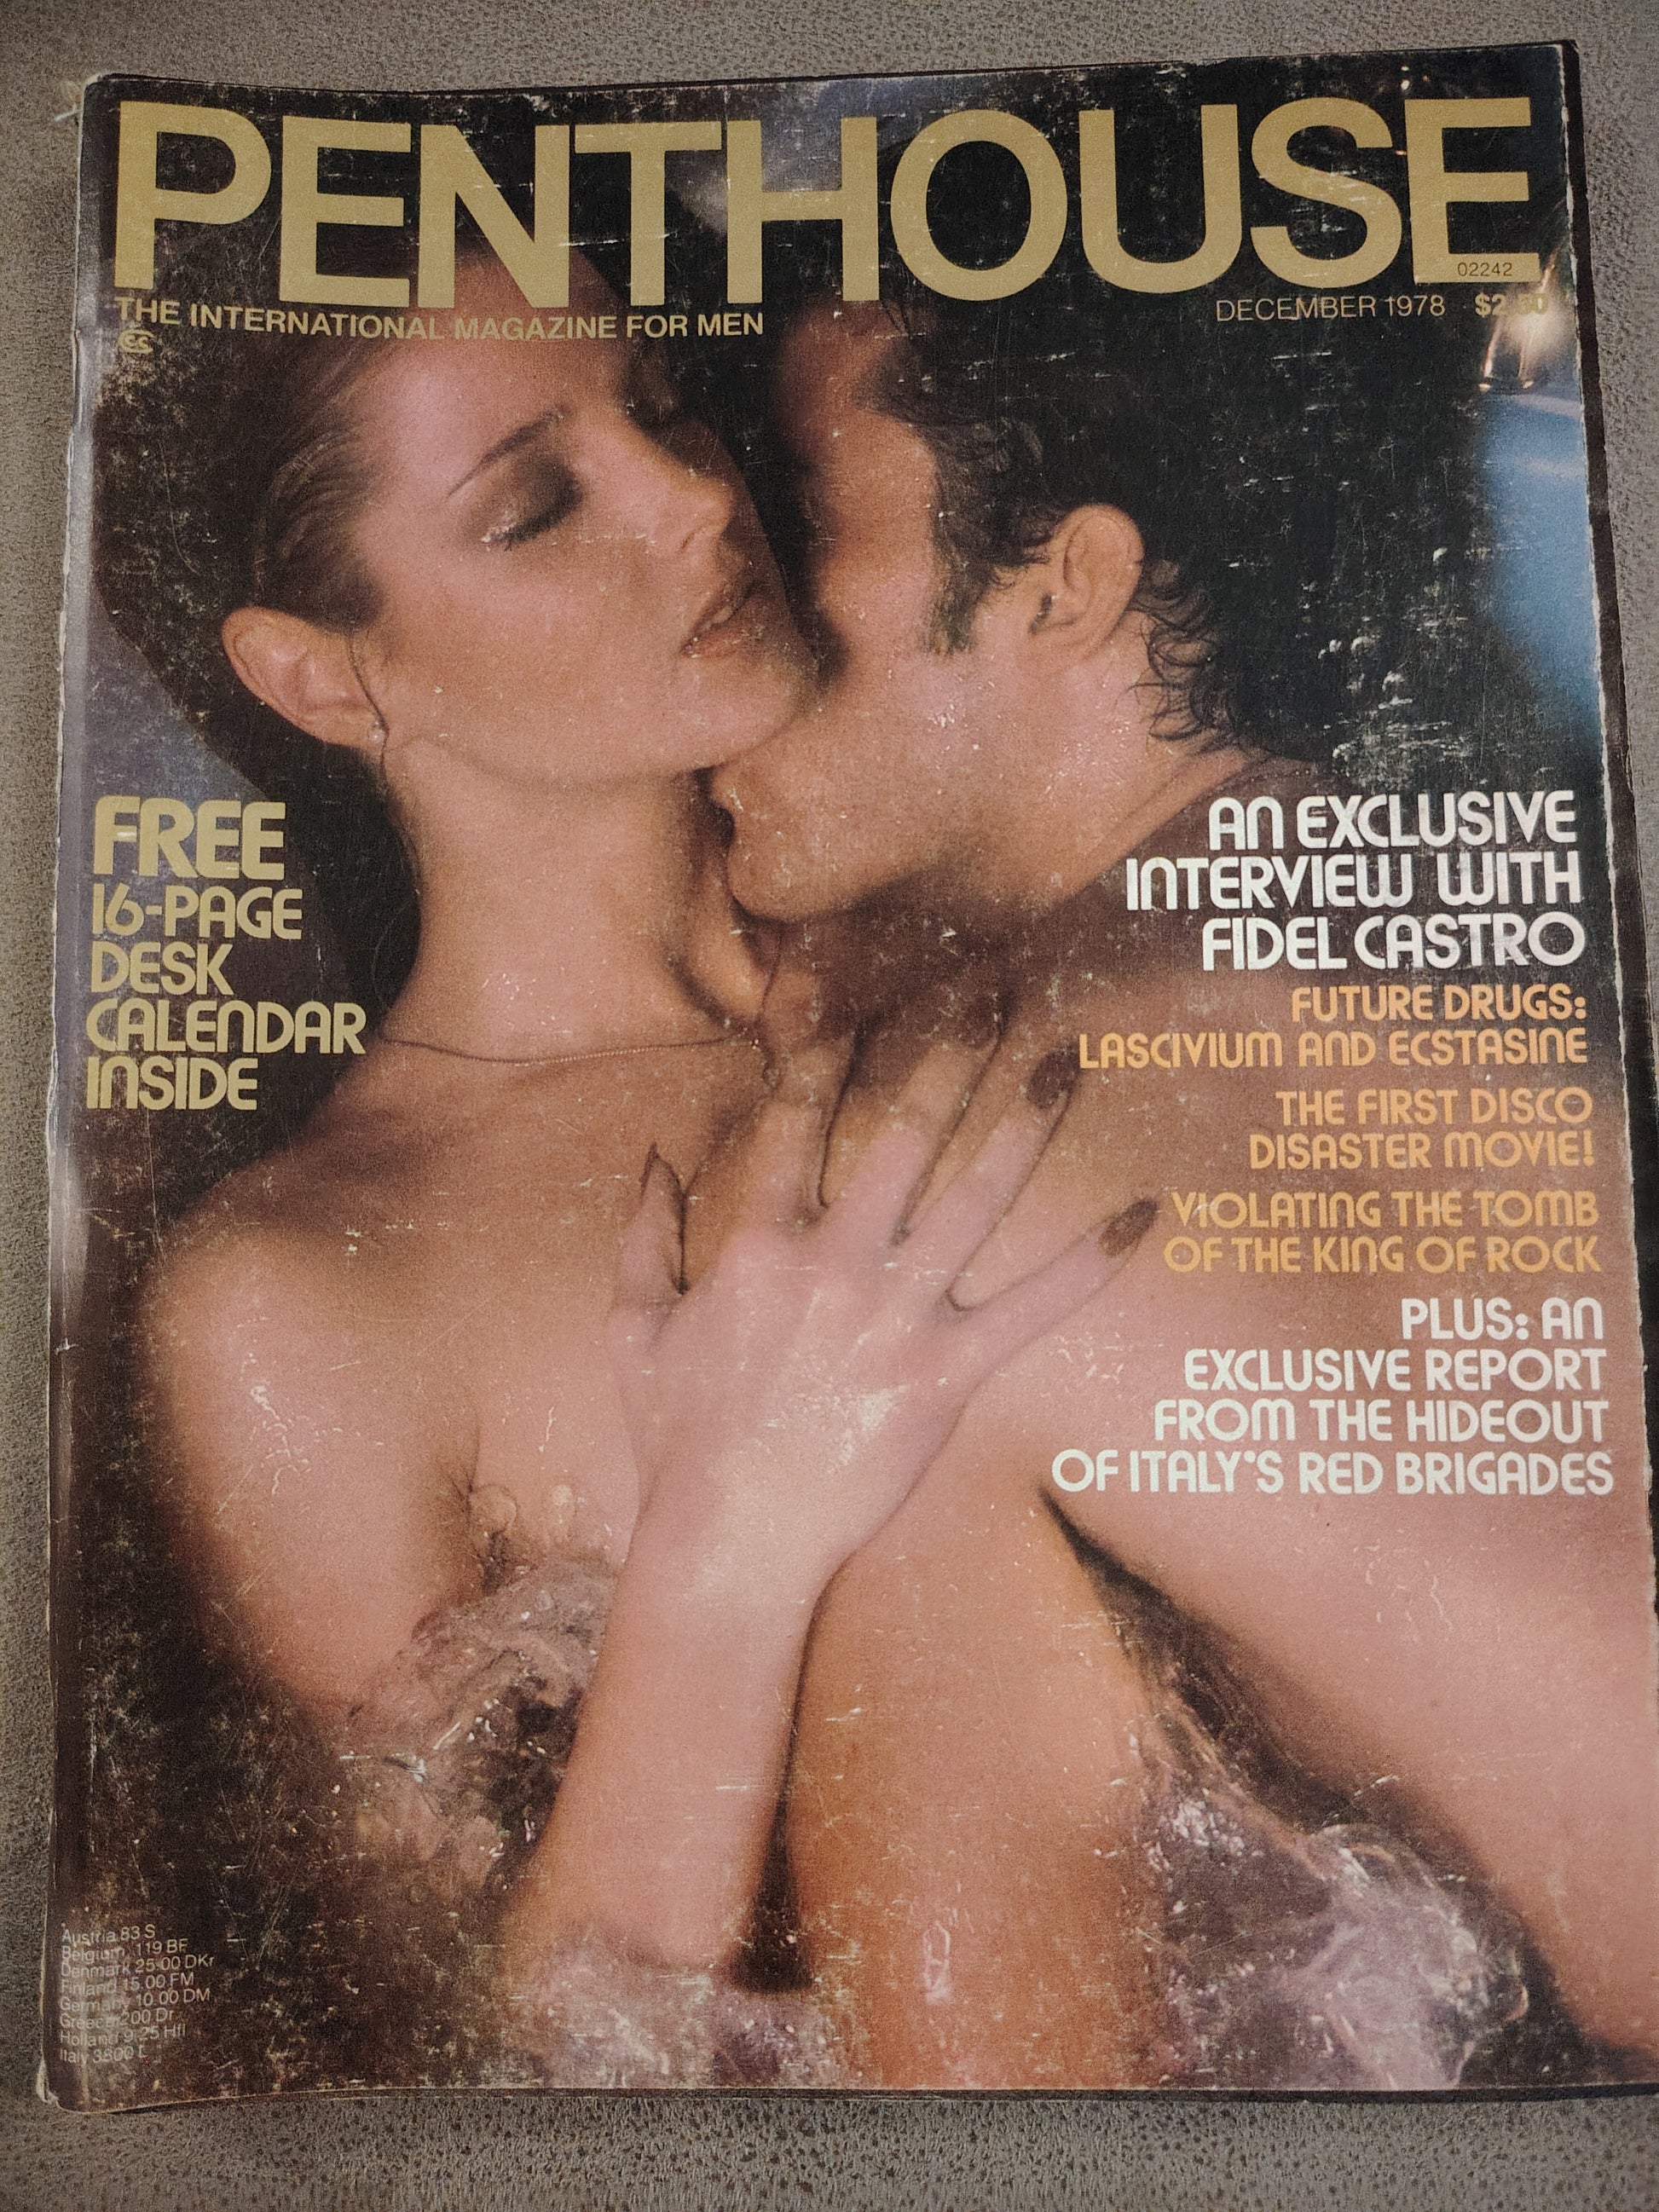 PENTHOUSE
02242
THE INTERNATIONAL MAGAZINE FOR MEN
DECEMBER 1978 $2.50
FREE
16-PAGE
DESK
CALENDAR
INSIDE
AN EXCLUSIVE
INTERVIEW WITH
FIDEL CASTRO
FUTURE DRUGS:
LASCIVIUM AND ECSTASINE
THE FIRST DISCO
DISASTER MOVIE!
VIOLATING THE TOMB
OF THE KING OF ROCK
PLUS: AN
EXCLUSIVE REPORT
FROM THE HIDEOUT
OF ITALY'S RED BRIGADES
Austria 83 S
Belgium 119 BF
Denmark 25.00 DKr
Finland 15.00 FM
Germany 10.00 DM
Greece 200 Dr
Holland 9.25 Hfl
Italy